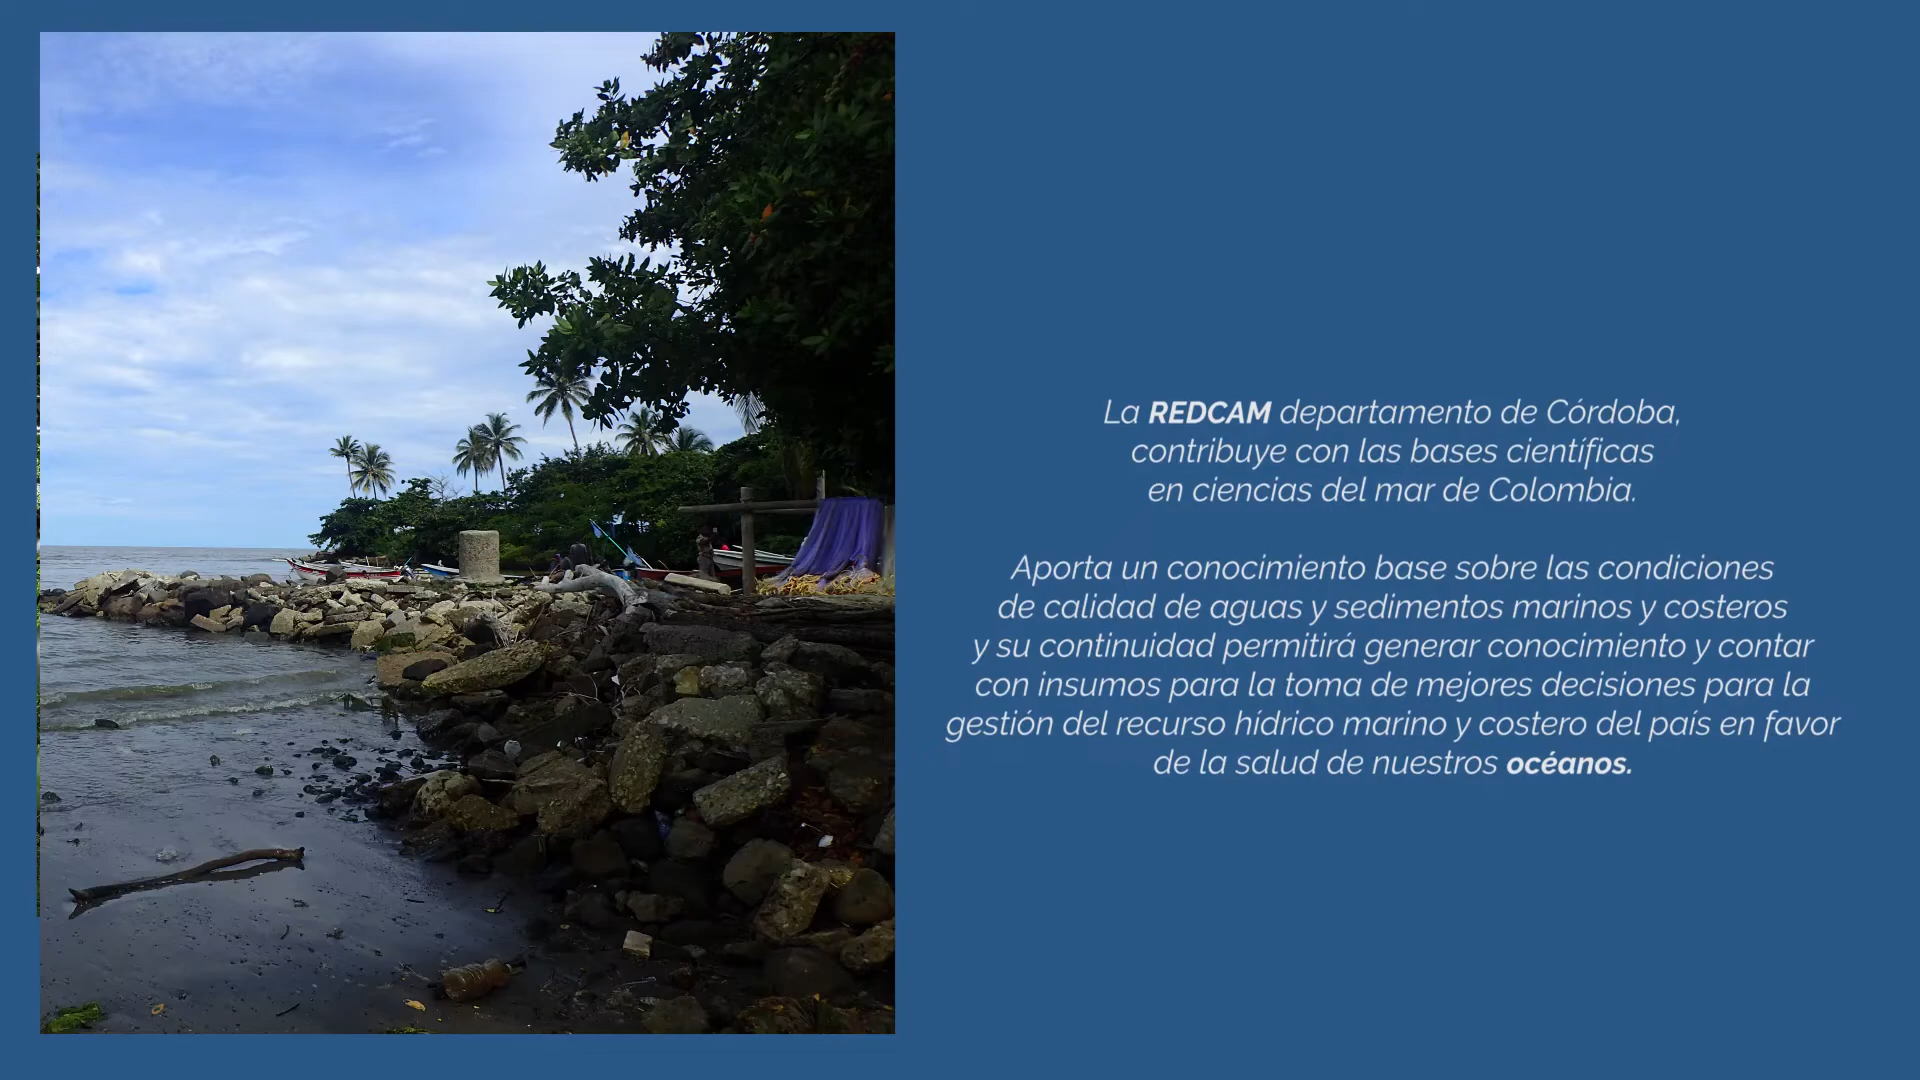 La REDCAM departamento de Córdoba,
contribuye con las bases científicas
en ciencias del mar de Colombia.
Aporta un conocimiento base sobre las condiciones
de calidad de aguas y sedimentos marinos y costeros
y su continuidad permitirá generar conocimiento y contar
con insumos para la toma de mejores decisiones para la
gestión del recurso hídrico marino y costero del país en favor
de la salud de nuestros océanos.